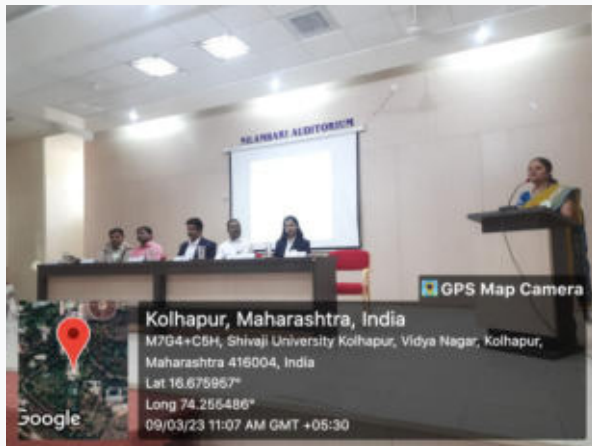 NILAMBARI AUDITORIUM
GPS Map Camera
Kolhapur, Maharashtra, India
M7G4+C5H, Shivaji University Kolhapur, Vidya Nagar, Kolhapur,
Maharashtra 416004, India
Lat 16.675957°
Long 74.255486°
09/03/23 11:07 AM GMT +05:30
Google